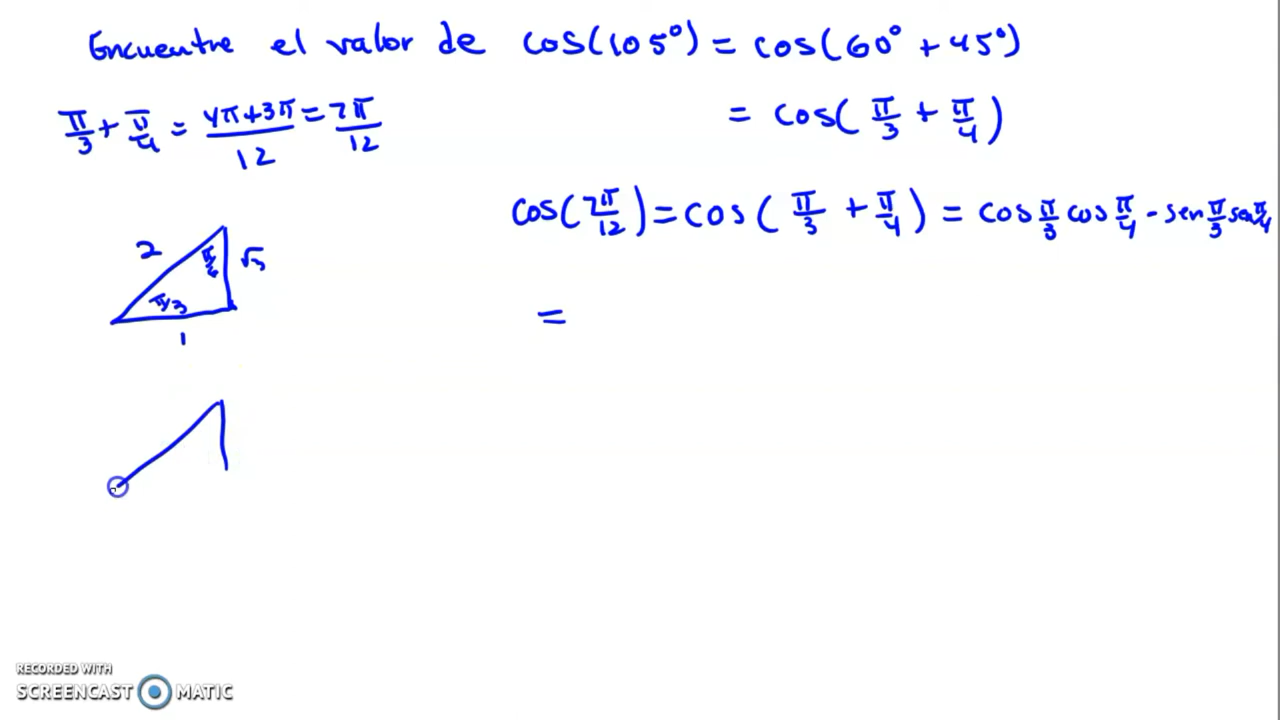 Encuentre el valor de cos(105°) = cos(60° + 45°)
π/3 + π/4 = (4π+3π)/12 = 7π/12
= cos(π/3 + π/4)
cos(7π/12) = cos(π/3 + π/4) = cos π/3 cos π/4 - sen π/3 sen π/4
2
π/6
√3
π/3
1
=
RECORDED WITH
SCREENCAST MATIC